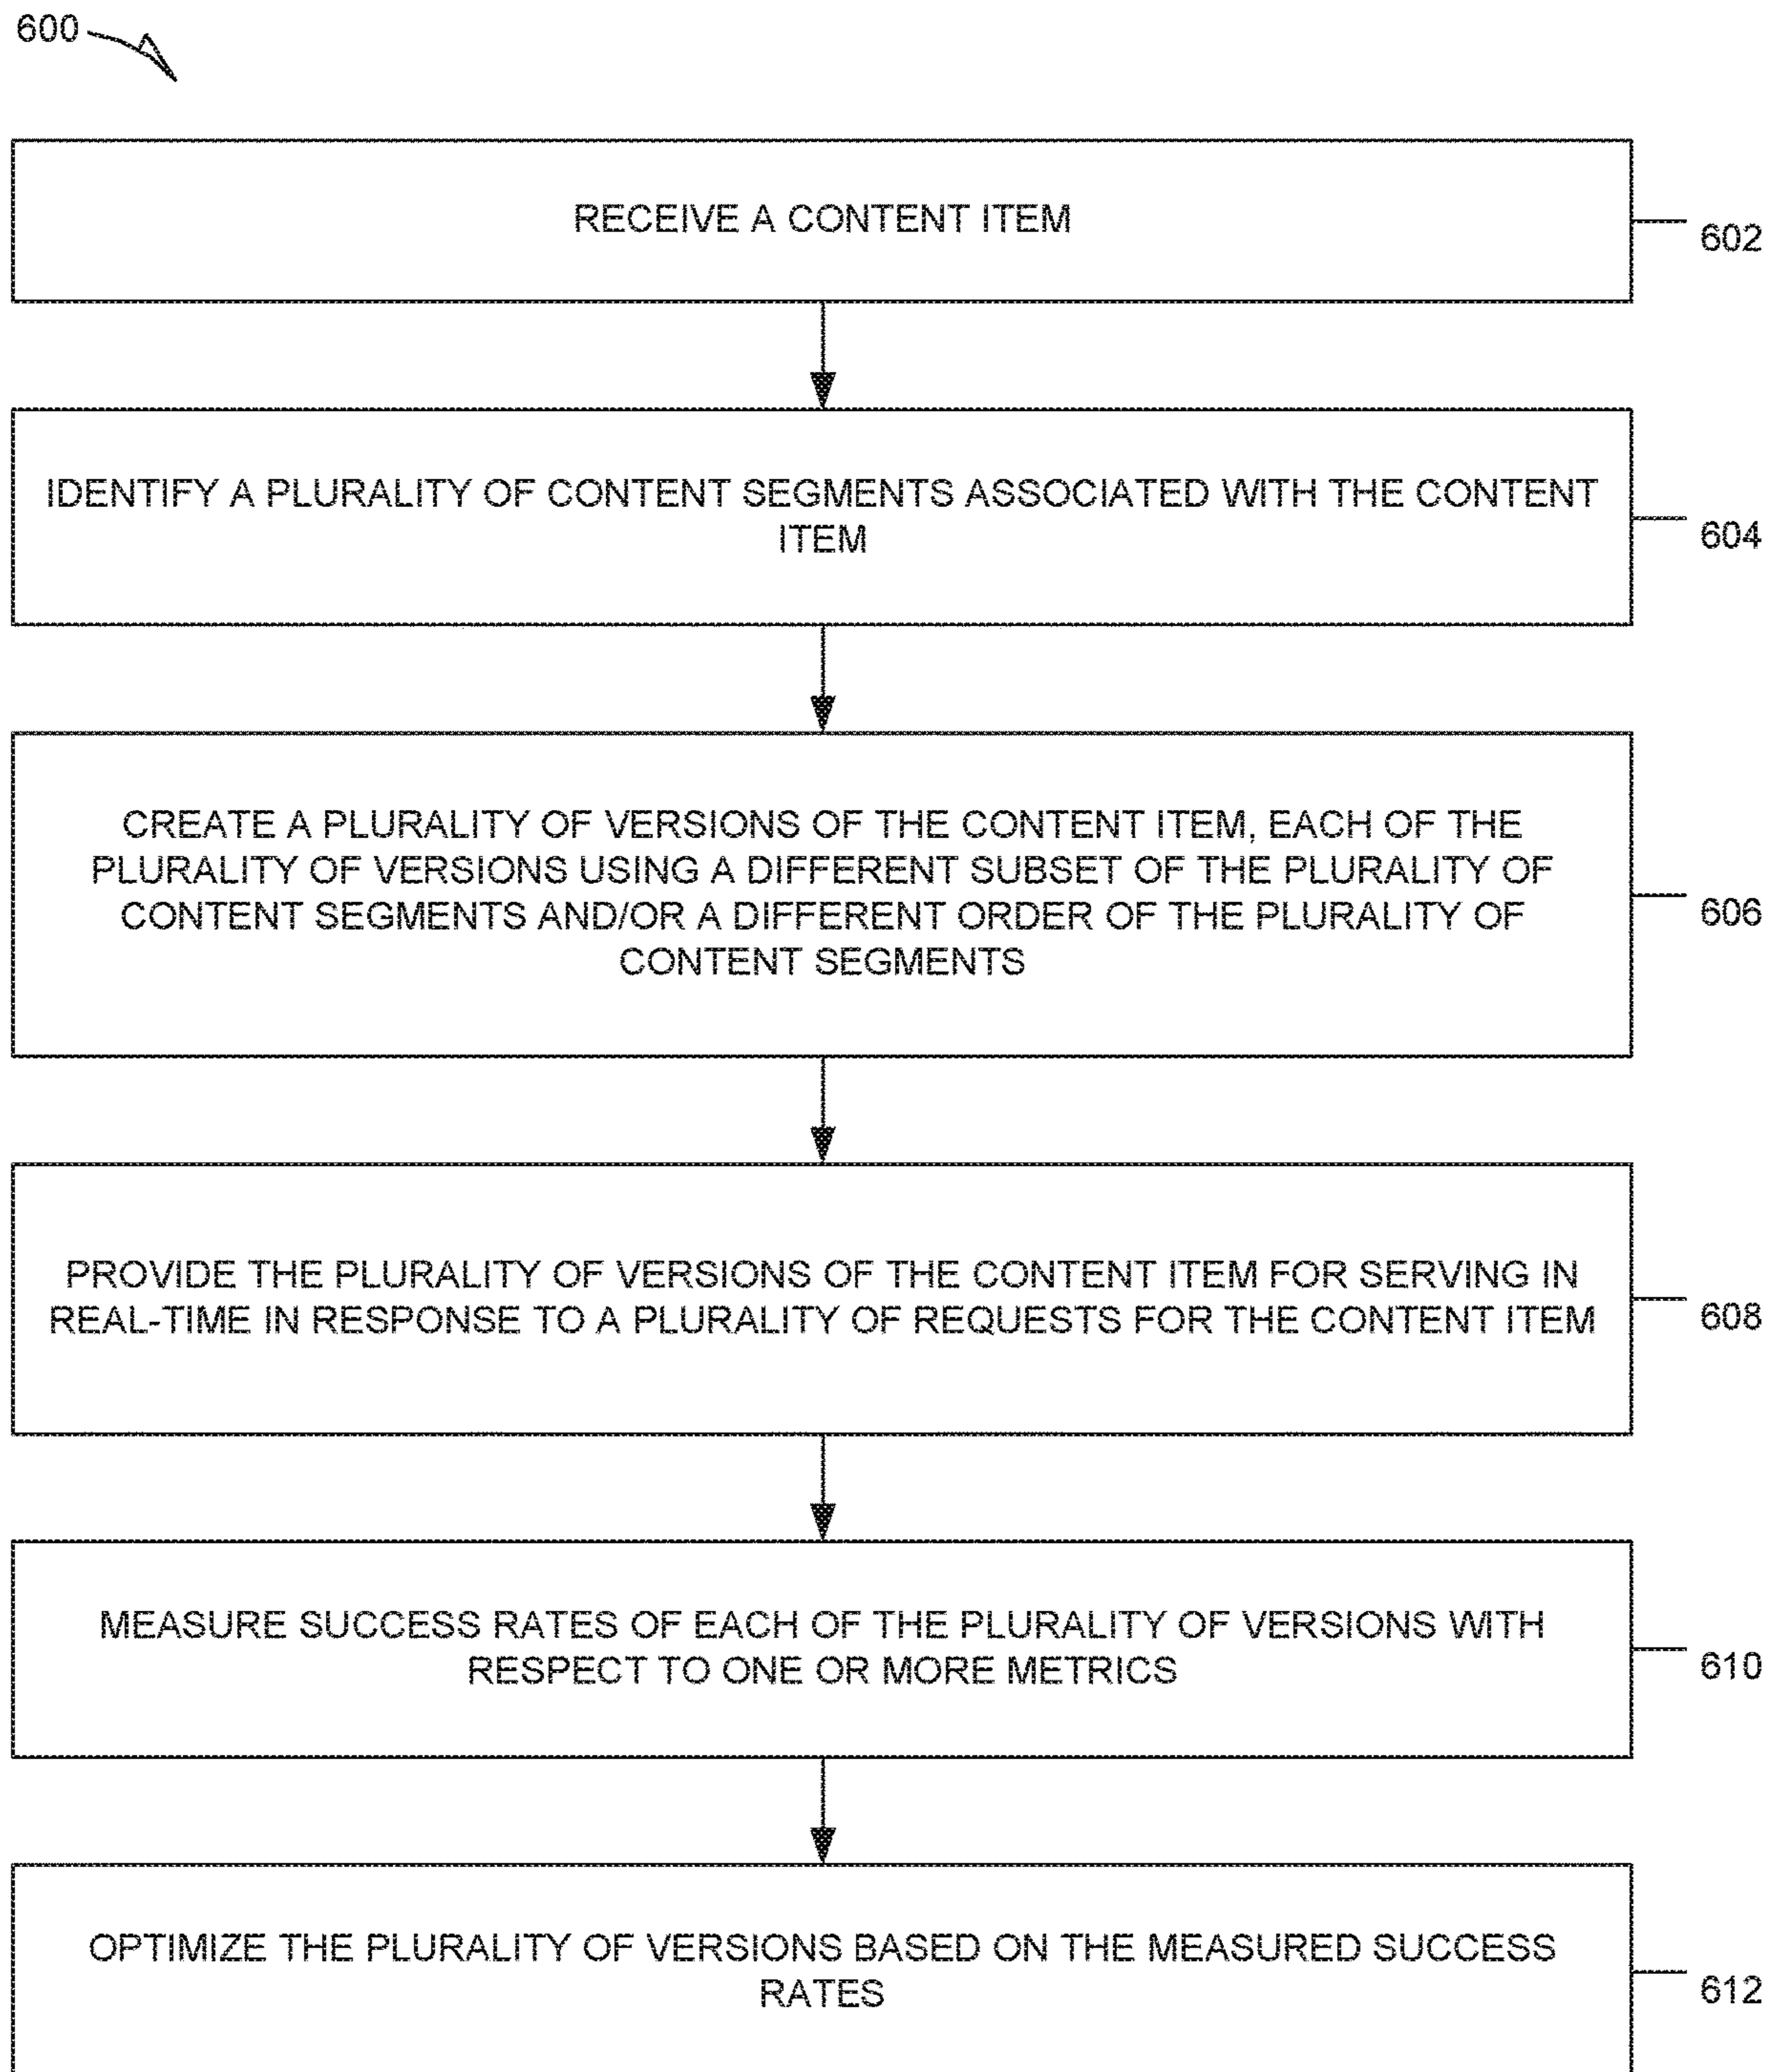 600
RECEIVE A CONTENT ITEM
602
IDENTIFY A PLURALITY OF CONTENT SEGMENTS ASSOCIATED WITH THE CONTENT
ITEM
604
CREATE A PLURALITY OF VERSIONS OF THE CONTENT ITEM, EACH OF THE
PLURALITY OF VERSIONS USING A DIFFERENT SUBSET OF THE PLURALITY OF
CONTENT SEGMENTS AND/OR A DIFFERENT ORDER OF THE PLURALITY OF
CONTENT SEGMENTS
606
PROVIDE THE PLURALITY OF VERSIONS OF THE CONTENT ITEM FOR SERVING IN
REAL-TIME IN RESPONSE TO A PLURALITY OF REQUESTS FOR THE CONTENT ITEM
608
MEASURE SUCCESS RATES OF EACH OF THE PLURALITY OF VERSIONS WITH
RESPECT TO ONE OR MORE METRICS
610
OPTIMIZE THE PLURALITY OF VERSIONS BASED ON THE MEASURED SUCCESS
RATES
612